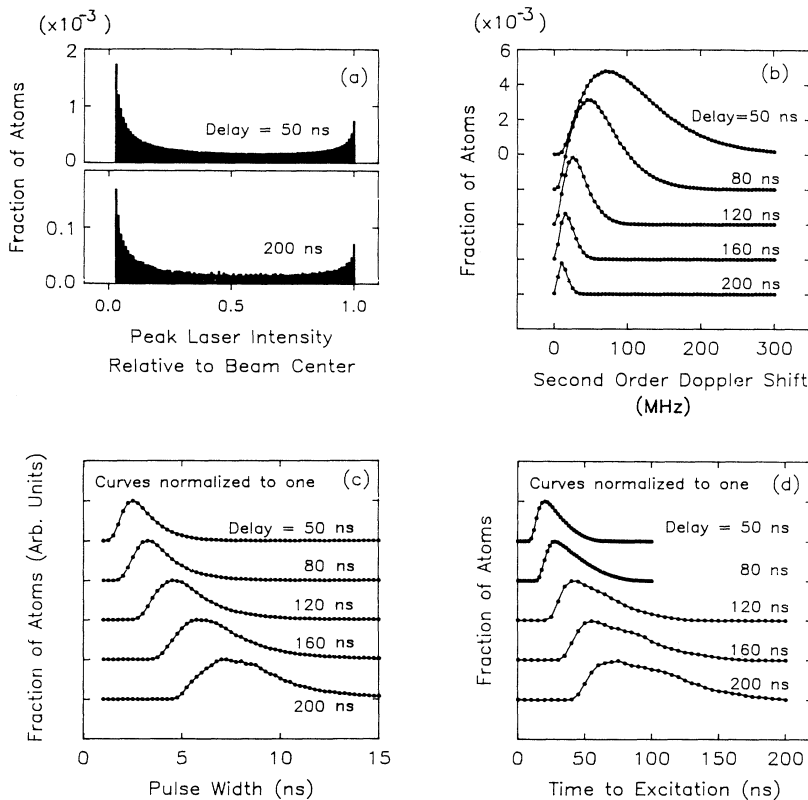 (×10⁻³)
2
1
0
(a)
Delay = 50 ns
0.1
0.0
200 ns
0.0
0.5
1.0
Fraction of Atoms
Peak Laser Intensity
Relative to Beam Center
(×10⁻³)
6
4
2
0
(b)
Delay=50 ns
80 ns
120 ns
160 ns
200 ns
0
100
200
300
Fraction of Atoms
Second Order Doppler Shift
(MHz)
Curves normalized to one
(c)
Delay = 50 ns
80 ns
120 ns
160 ns
200 ns
0
5
10
15
Fraction of Atoms (Arb. Units)
Pulse Width (ns)
Curves normalized to one
(d)
Delay = 50 ns
80 ns
120 ns
160 ns
200 ns
0
50
100
150
200
Fraction of Atoms
Time to Excitation (ns)